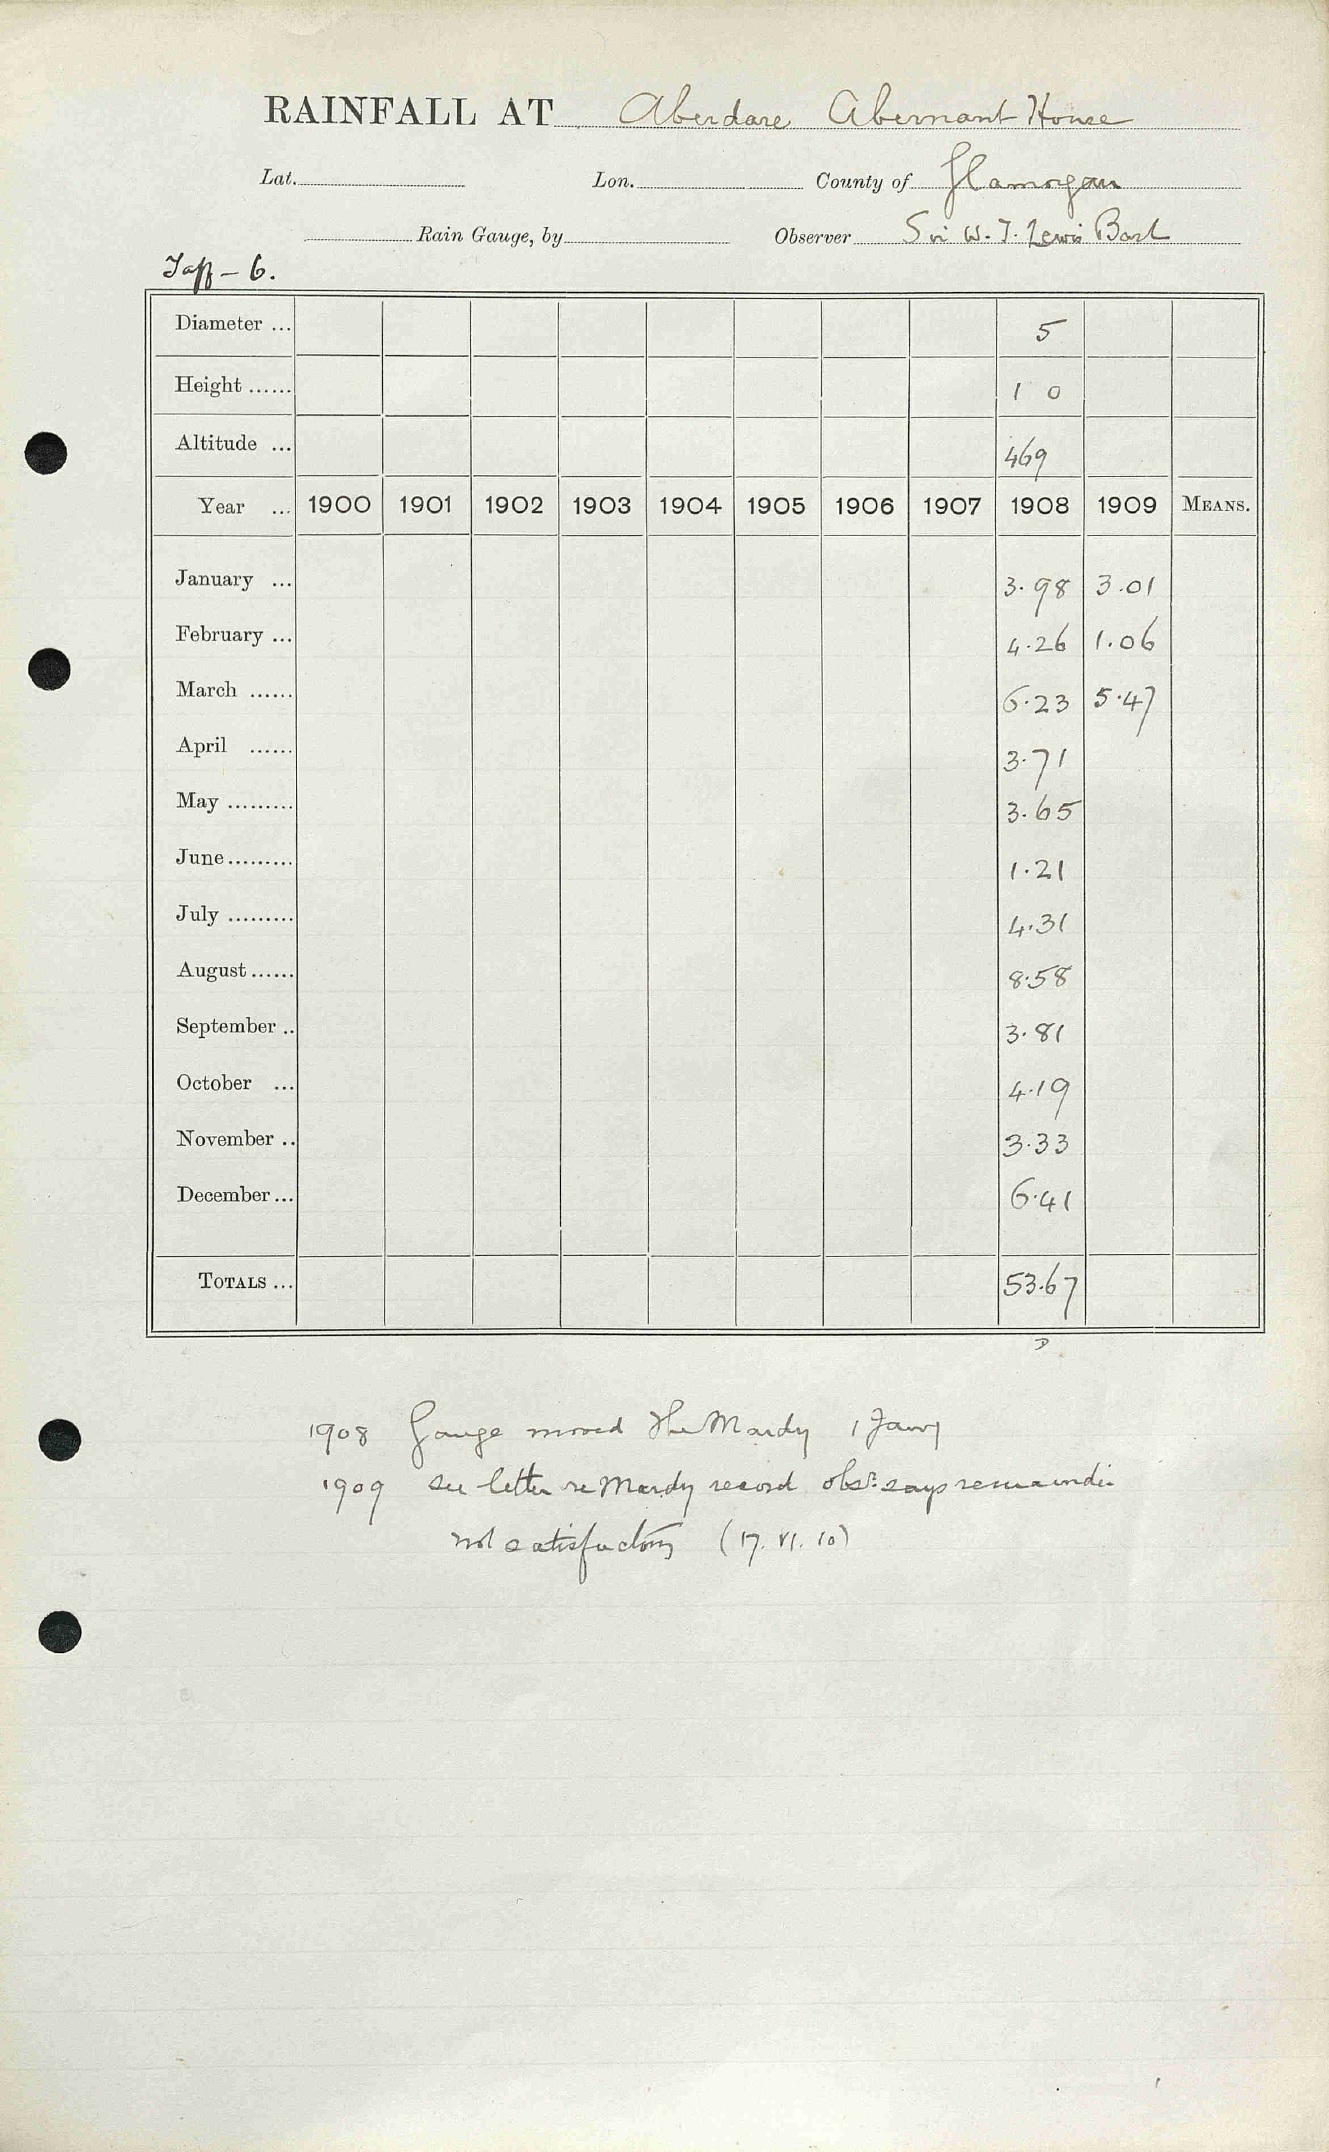 RAINFALL AT Aberdare Abernant House
Lat. Lon. County of Glamorgan
Rain Gauge, by Observer Sir W. T. Lewis Bart
Taff - 6.
Diameter ... 5
Height ...... 1 0
Altitude ... 469
Year ... 1900 1901 1902 1903 1904 1905 1906 1907 1908 1909 MEANS.
January ... 3.98 3.01
February ... 4.26 1.06
March ...... 6.23 5.47
April ...... 3.71
May ......... 3.65
June ......... 1.21
July ......... 4.31
August ...... 8.58
September .. 3.81
October ... 4.19
November .. 3.33
December ... 6.41
TOTALS ... 53.67
1908 Gauge moved The Mardy 1 Jany
1909 see letter re Mardy record obsr. says remainder
not satisfactory (17. VI. 10)